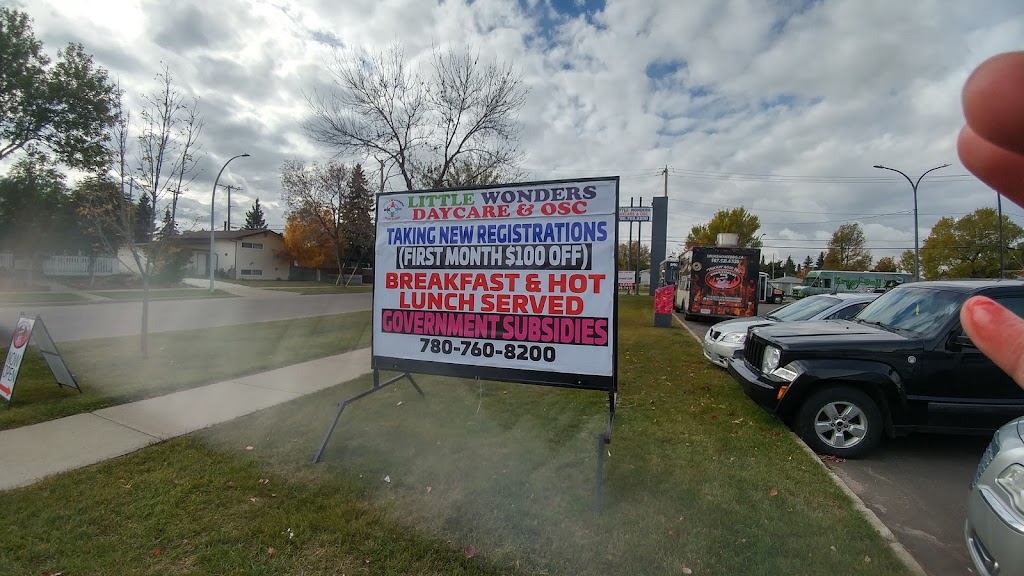 LITTLE WONDERS
DAYCARE & OSC
TAKING NEW REGISTRATIONS
(FIRST MONTH $100 OFF)
BREAKFAST & HOT
LUNCH SERVED
GOVERNMENT SUBSIDIES
780-760-8200